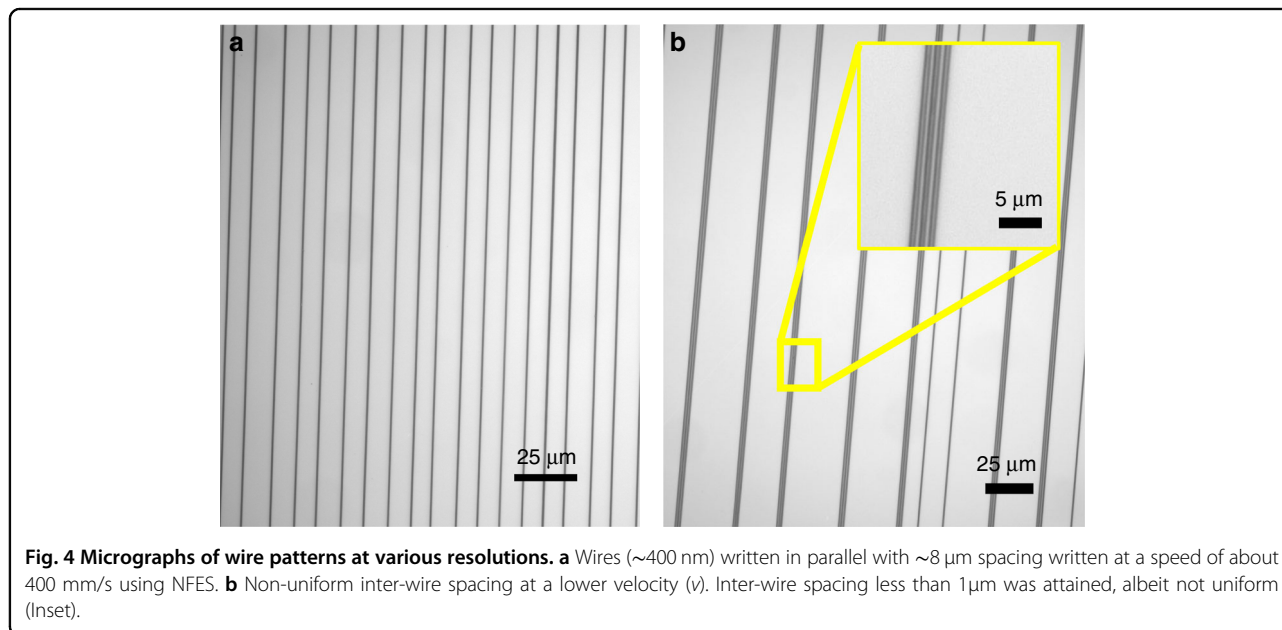 a
b
5 μm
25 μm
25 μm
Fig. 4 Micrographs of wire patterns at various resolutions. a Wires (~400 nm) written in parallel with ~8 μm spacing written at a speed of about
400 mm/s using NFES. b Non-uniform inter-wire spacing at a lower velocity (v). Inter-wire spacing less than 1μm was attained, albeit not uniform
(Inset).